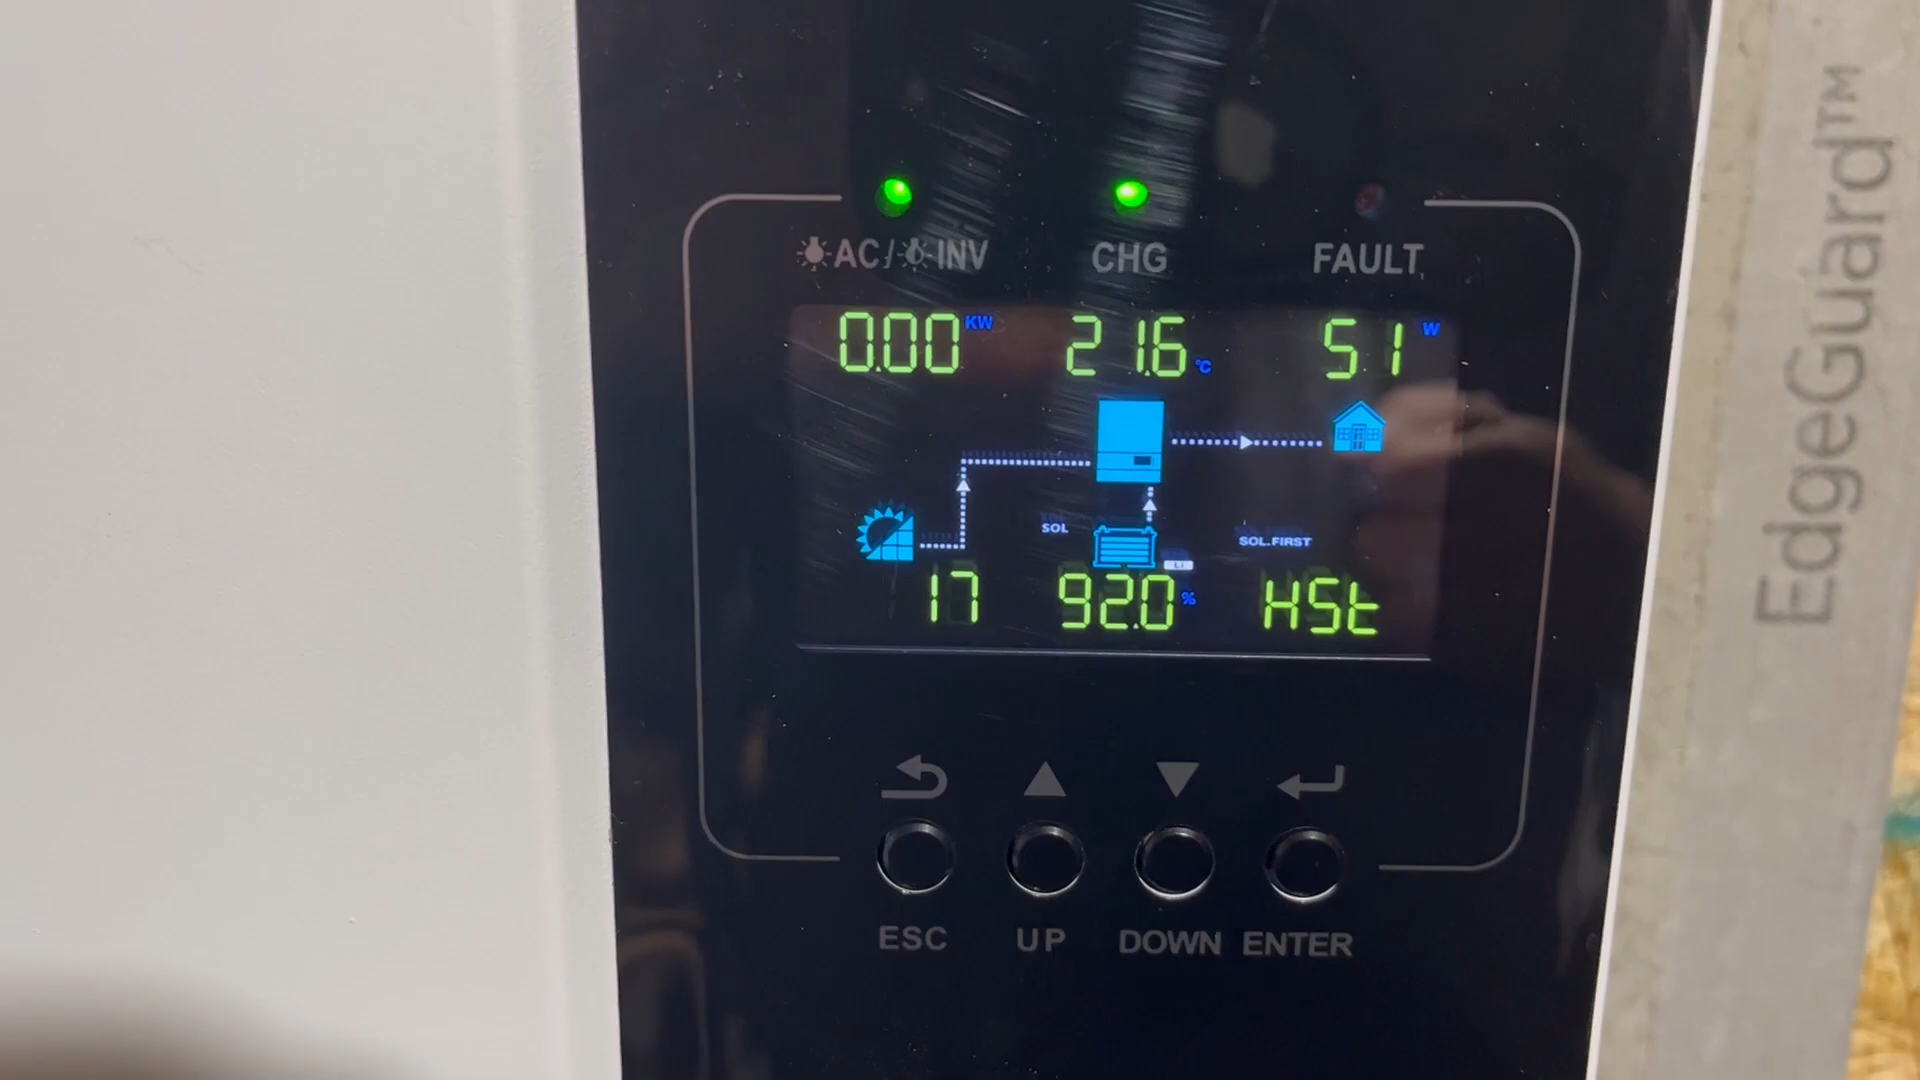 AC/ INV
CHG
FAULT
0.00 KW
21.6 ℃
51 W
SOL
LI
SOL.FIRST
17
92.0 %
HSt
ESC
UP
DOWN
ENTER
EdgeGuard™